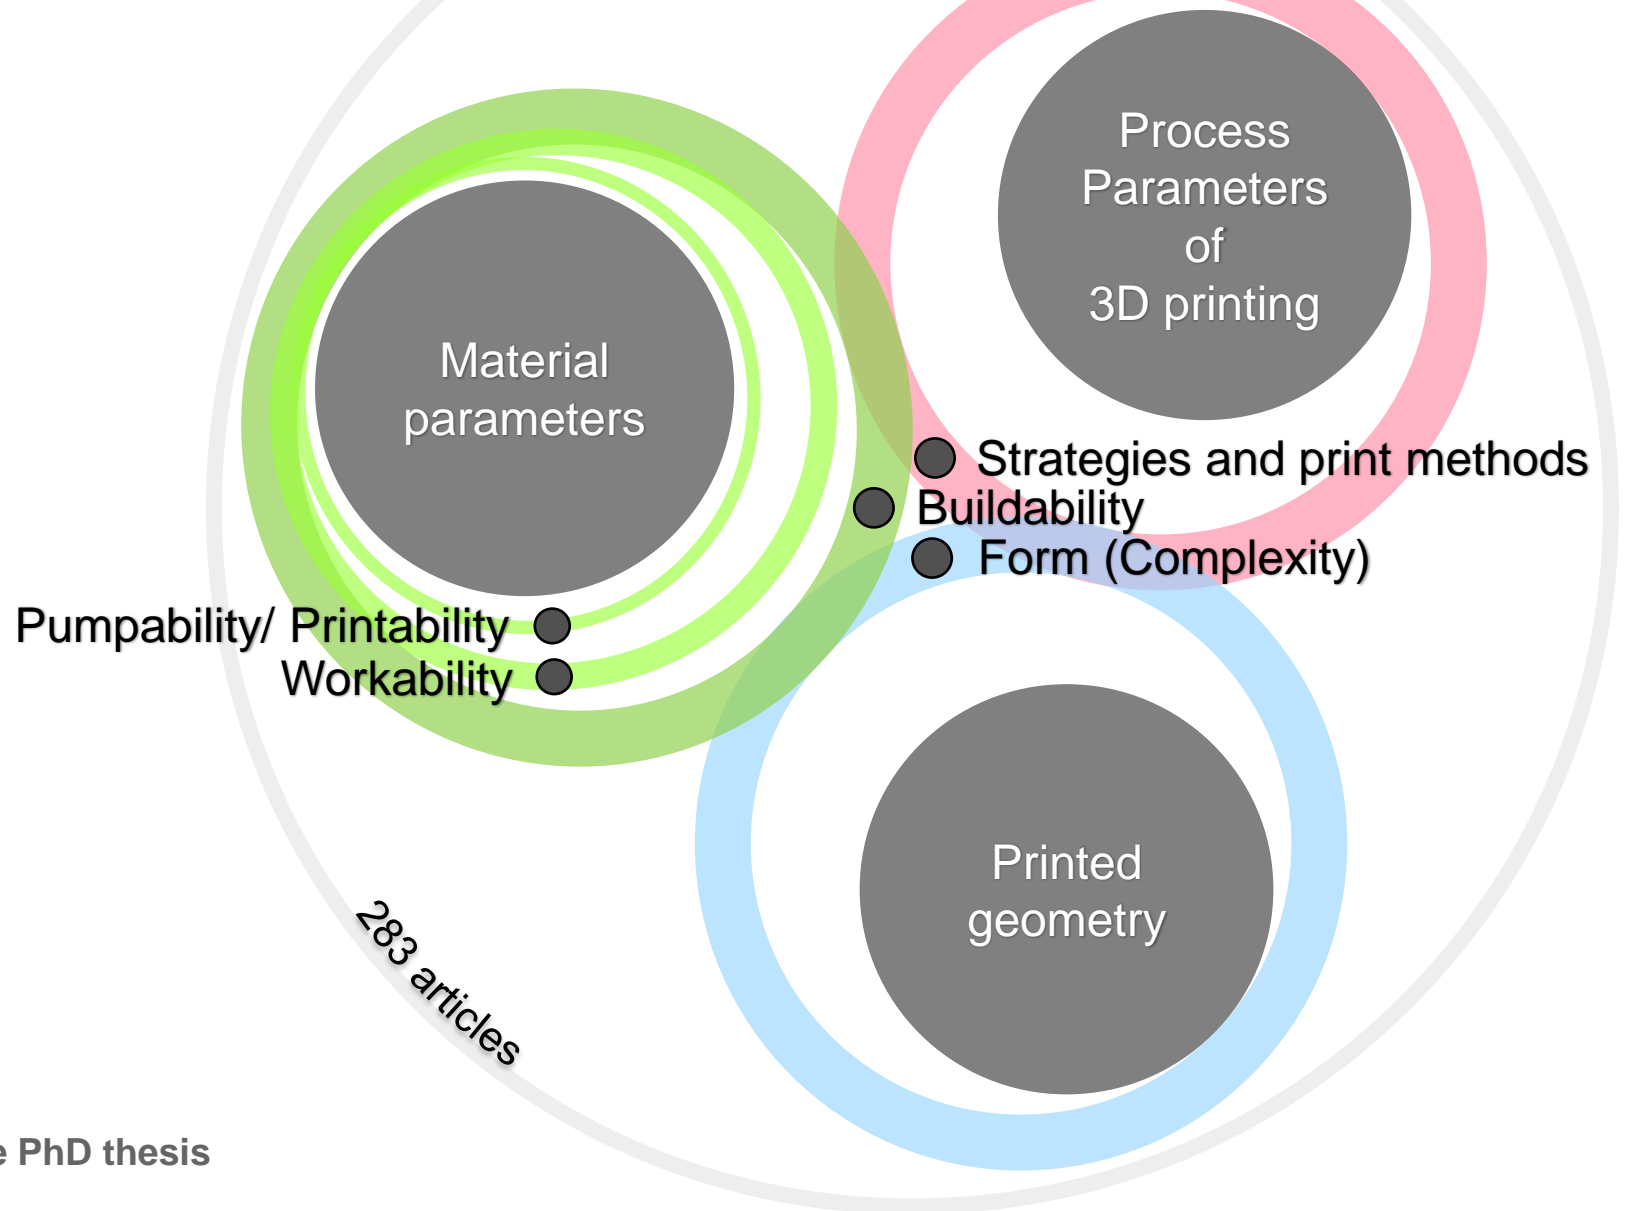 Process
Parameters
of
3D printing
Material
parameters
Strategies and print methods
Buildability
Form (Complexity)
Pumpability/ Printability
Workability
Printed
geometry
283 articles
PhD thesis